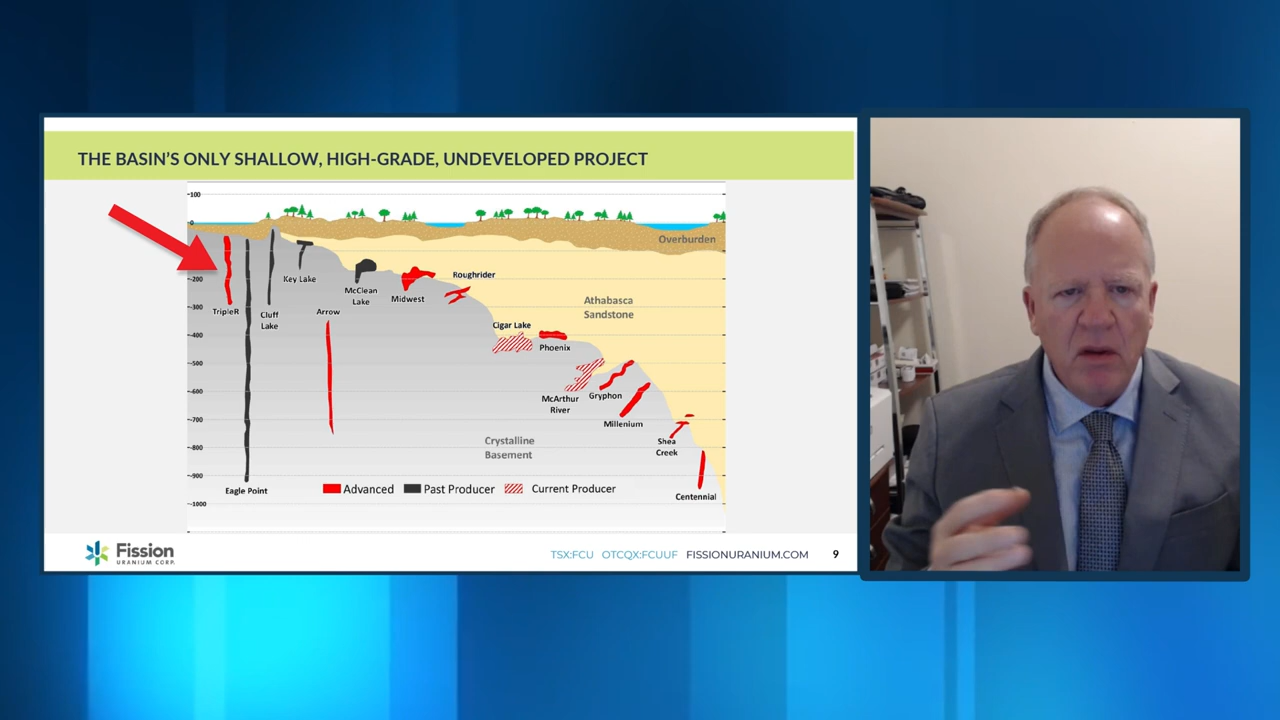 THE BASIN'S ONLY SHALLOW, HIGH-GRADE, UNDEVELOPED PROJECT
100
0
Overburden
-200
-300
-400
-500
-600
-700
-800
-900
-1000
TripleR
Eagle Point
Cluff
Lake
Key Lake
Arrow
McClean
Lake
Midwest
Roughrider
Athabasca
Sandstone
Cigar Lake
Phoenix
McArthur
River
Gryphon
Millenium
Shea
Creek
Centennial
Crystalline
Basement
Advanced Past Producer Current Producer
Fission
URANIUM CORP.
TSX:FCU OTCQX:FCUUF FISSIONURANIUM.COM 9